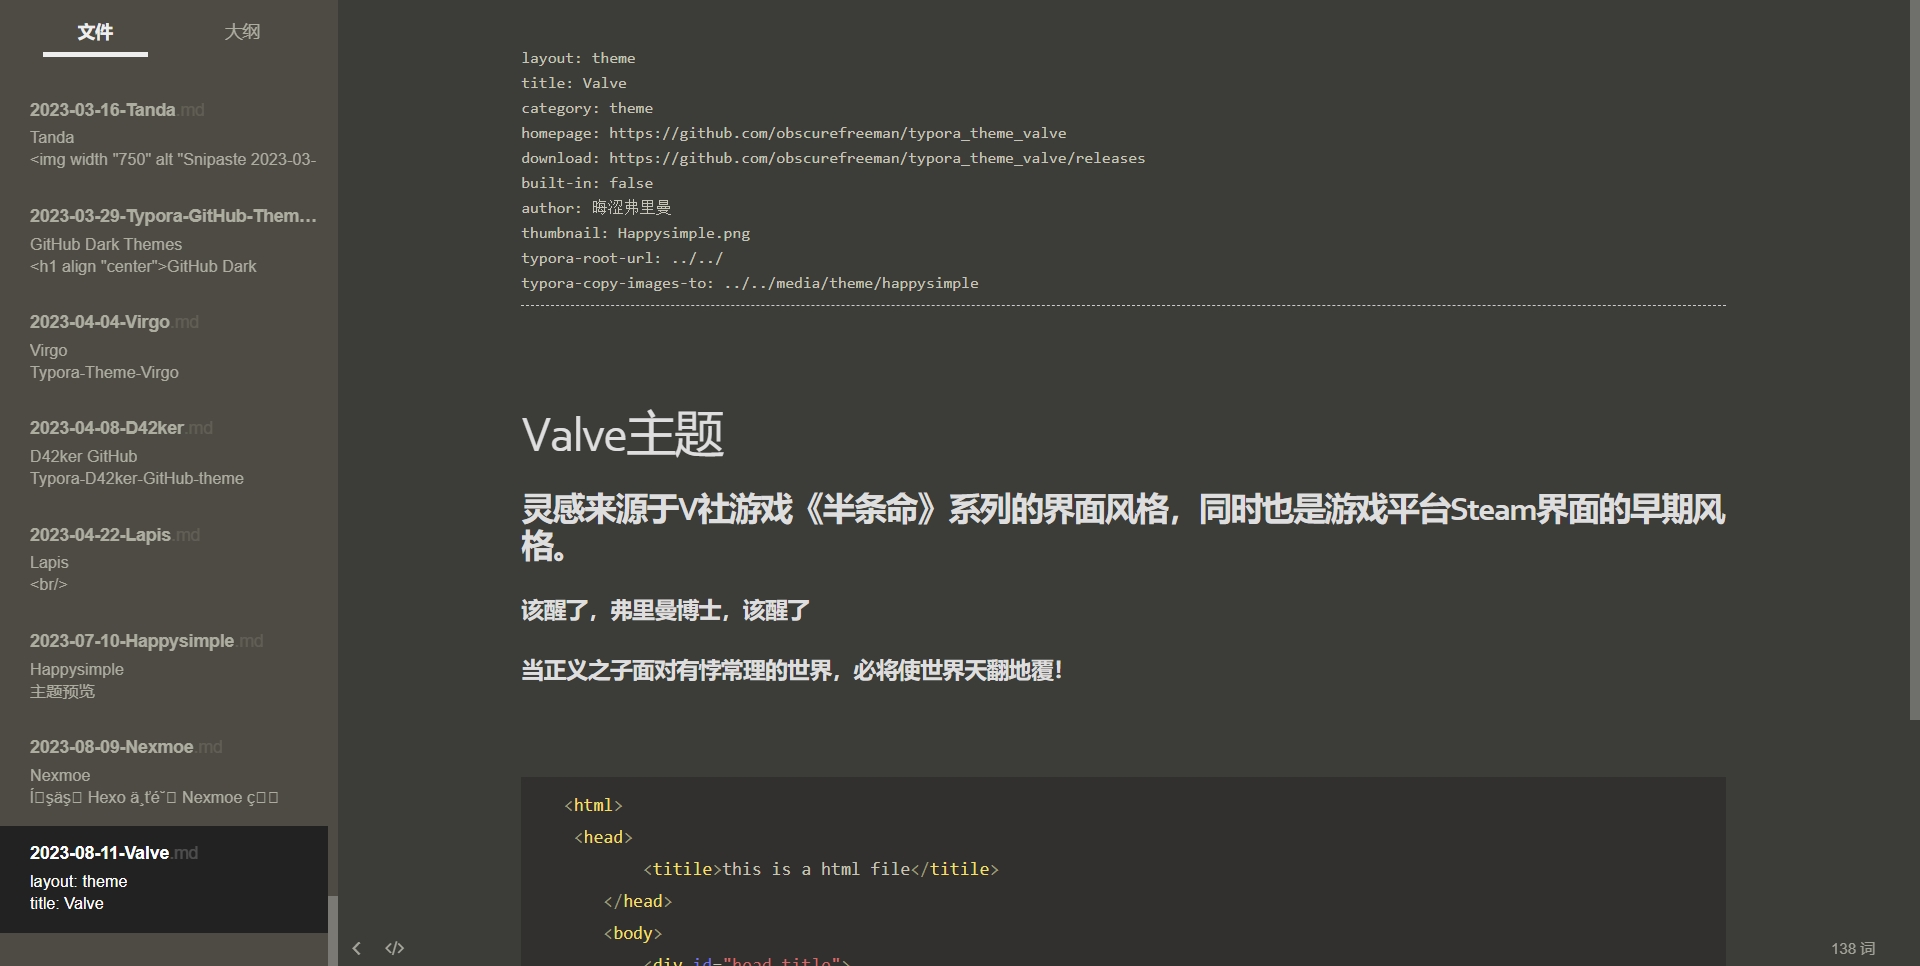 文件
大纲
2023-03-16-Tanda.md
Tanda
<img width "750" alt "Snipaste 2023-03-
2023-03-29-Typora-GitHub-Them...
GitHub Dark Themes
<h1 align "center">GitHub Dark
2023-04-04-Virgo.md
Virgo
Typora-Theme-Virgo
2023-04-08-D42ker.md
D42ker GitHub
Typora-D42ker-GitHub-theme
2023-04-22-Lapis.md
Lapis
<br/>
2023-07-10-Happysimple.md
Happysimple
主题预览
2023-08-09-Nexmoe.md
Nexmoe
Hexo
Nexmoe
2023-08-11-Valve.md
layout: theme
title: Valve
layout: theme
title: Valve
category: theme
homepage: https://github.com/obscurefreeman/typora_theme_valve
download: https://github.com/obscurefreeman/typora_theme_valve/releases
built-in: false
author: 晦涩弗里曼
thumbnail: Happysimple.png
typora-root-url: ../../
typora-copy-images-to: ../../media/theme/happysimple
Valve主题
灵感来源于V社游戏《半条命》系列的界面风格，同时也是游戏平台Steam界面的早期风
格。
该醒了，弗里曼博士，该醒了
当正义之子面对有悖常理的世界，必将使世界天翻地覆！
<html>
<head>
<titile>this is a html file</titile>
</head>
<body>
<div id="head_title">
138 词